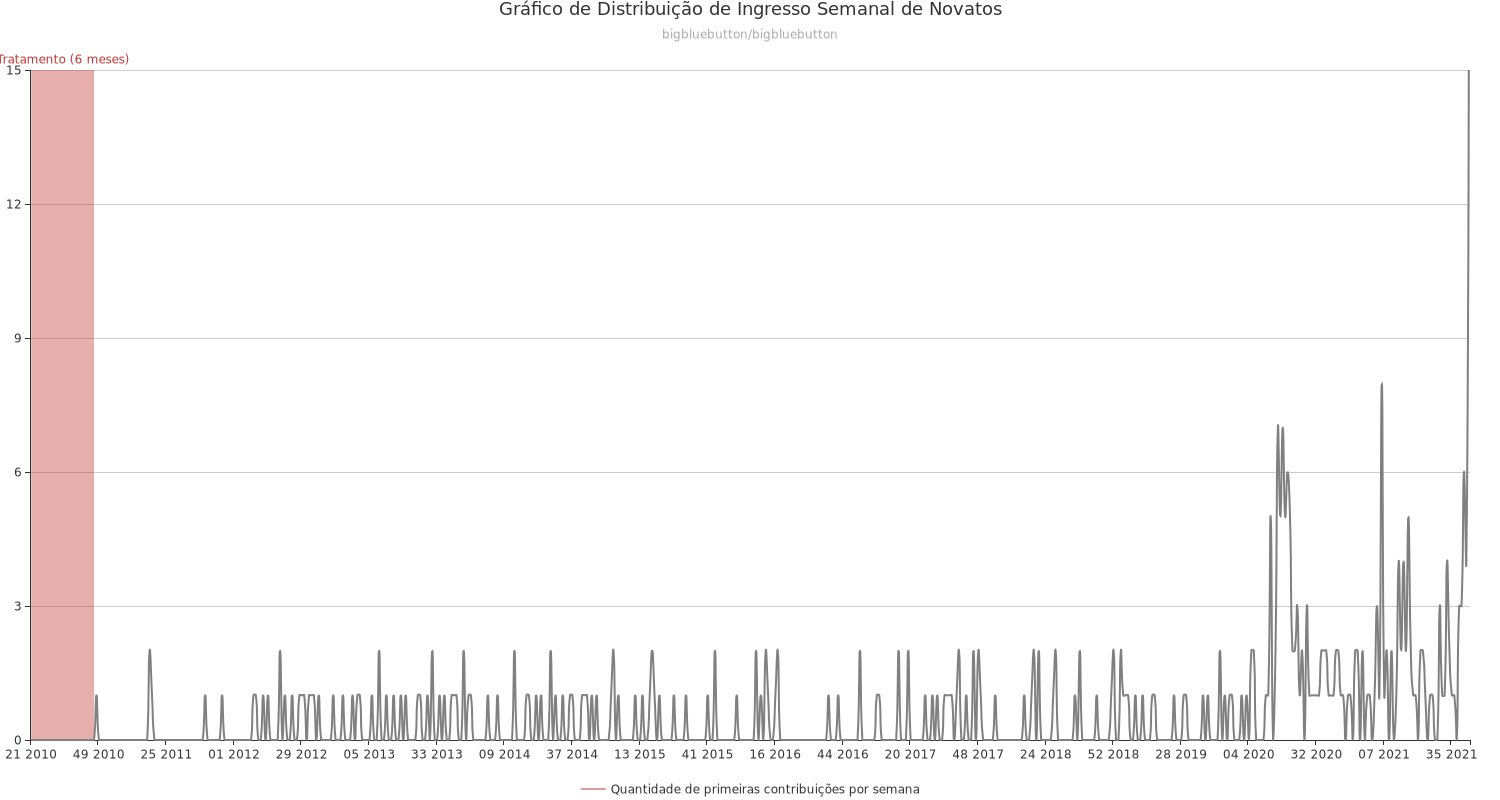 Gráfico de Distribuição de Ingresso Semanal de Novatos
bigbluebutton/bigbluebutton
Tratamento (6 meses)
15
12
9
6
3
0
21 2010 49 2010 25 2011 01 2012 29 2012 05 2013 33 2013 09 2014 37 2014 13 2015 41 2015 16 2016 44 2016 20 2017 48 2017 24 2018 52 2018 28 2019 04 2020 32 2020 07 2021 35 2021
Quantidade de primeiras contribuições por semana